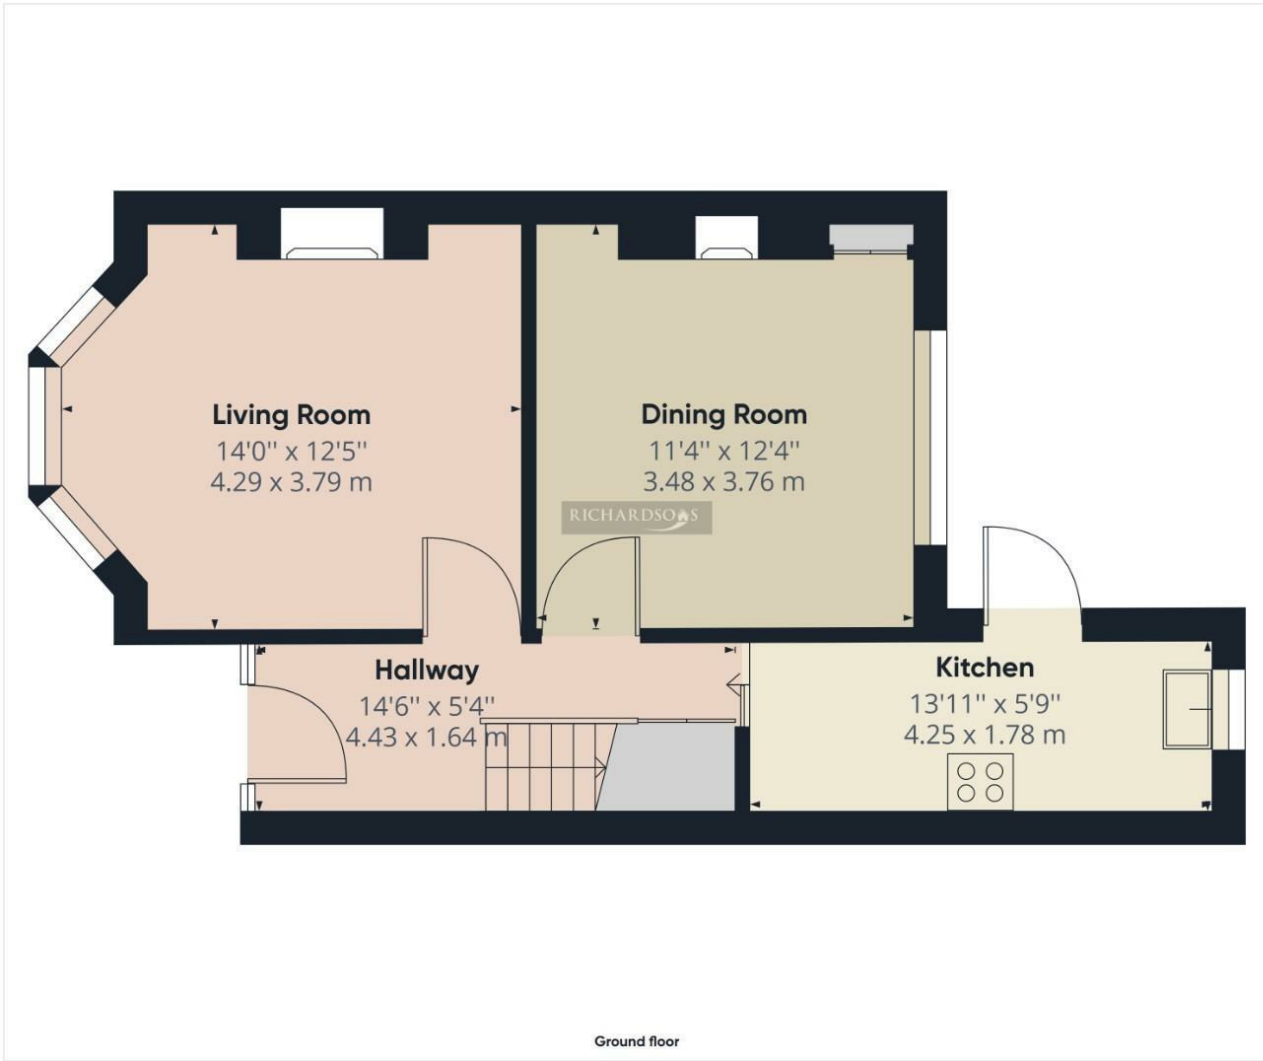 Living Room
14'0'' x 12'5''
4.29 x 3.79 m
Dining Room
11'4'' x 12'4''
3.48 x 3.76 m
RICHARDSONS
Hallway
14'6'' x 5'4''
4.43 x 1.64 m
Kitchen
13'11'' x 5'9''
4.25 x 1.78 m
Ground floor